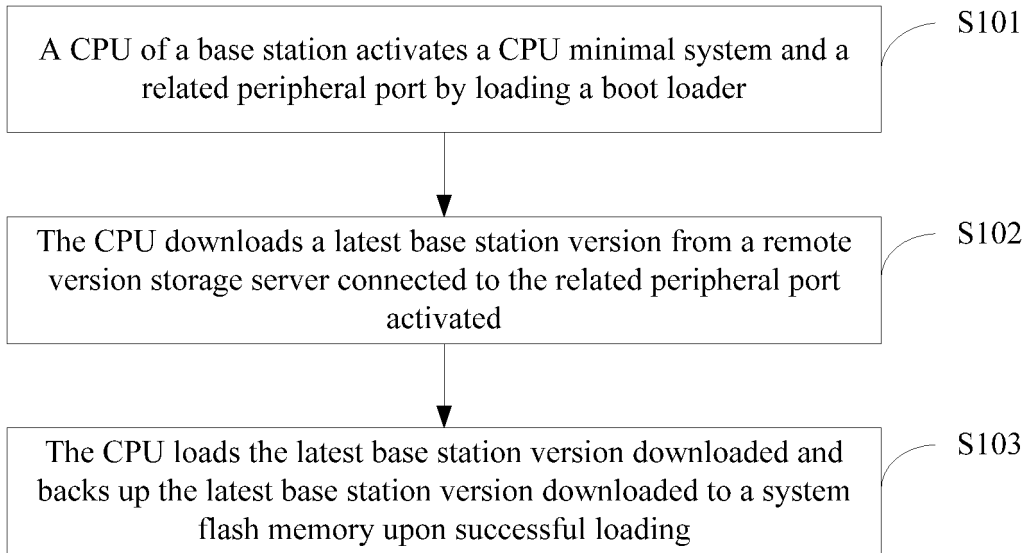 S101
A CPU of a base station activates a CPU minimal system and a
related peripheral port by loading a boot loader
S102
The CPU downloads a latest base station version from a remote
version storage server connected to the related peripheral port
activated
S103
The CPU loads the latest base station version downloaded and
backs up the latest base station version downloaded to a system
flash memory upon successful loading